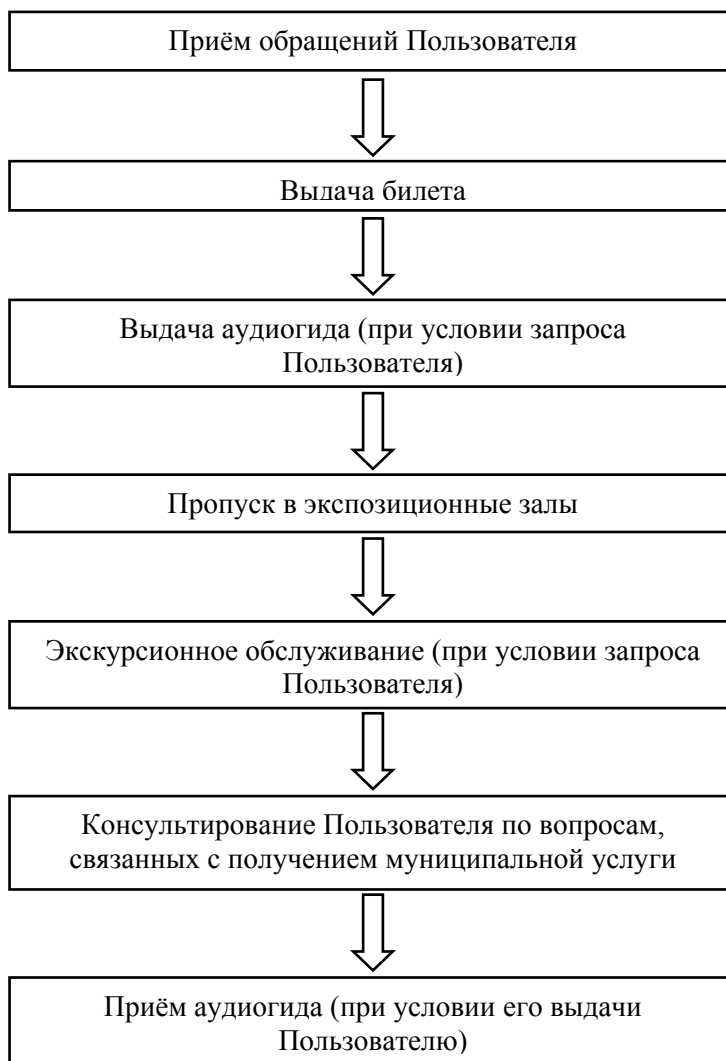 Приём обращений Пользователя
Выдача билета
Выдача аудиогида (при условии запроса
Пользователя)
Пропуск в экспозиционные залы
Экскурсионное обслуживание (при условии запроса
Пользователя)
Консультирование Пользователя по вопросам,
связанных с получением муниципальной услуги
Приём аудиогида (при условии его выдачи
Пользователю)